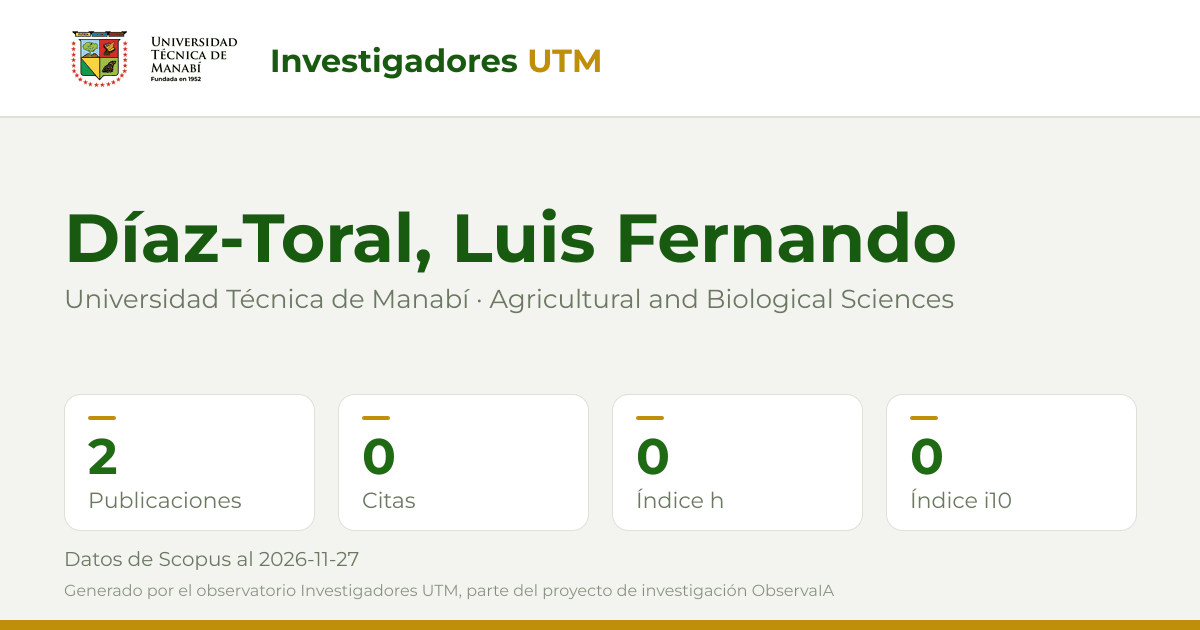 UNIVERSIDAD
TÉCNICA DE
MANABÍ
Fundada en 1952
Investigadores UTM
Díaz-Toral, Luis Fernando
Universidad Técnica de Manabí · Agricultural and Biological Sciences
2
Publicaciones
0
Citas
0
Índice h
0
Índice i10
Datos de Scopus al 2026-11-27
Generado por el observatorio Investigadores UTM, parte del proyecto de investigación ObservaIA